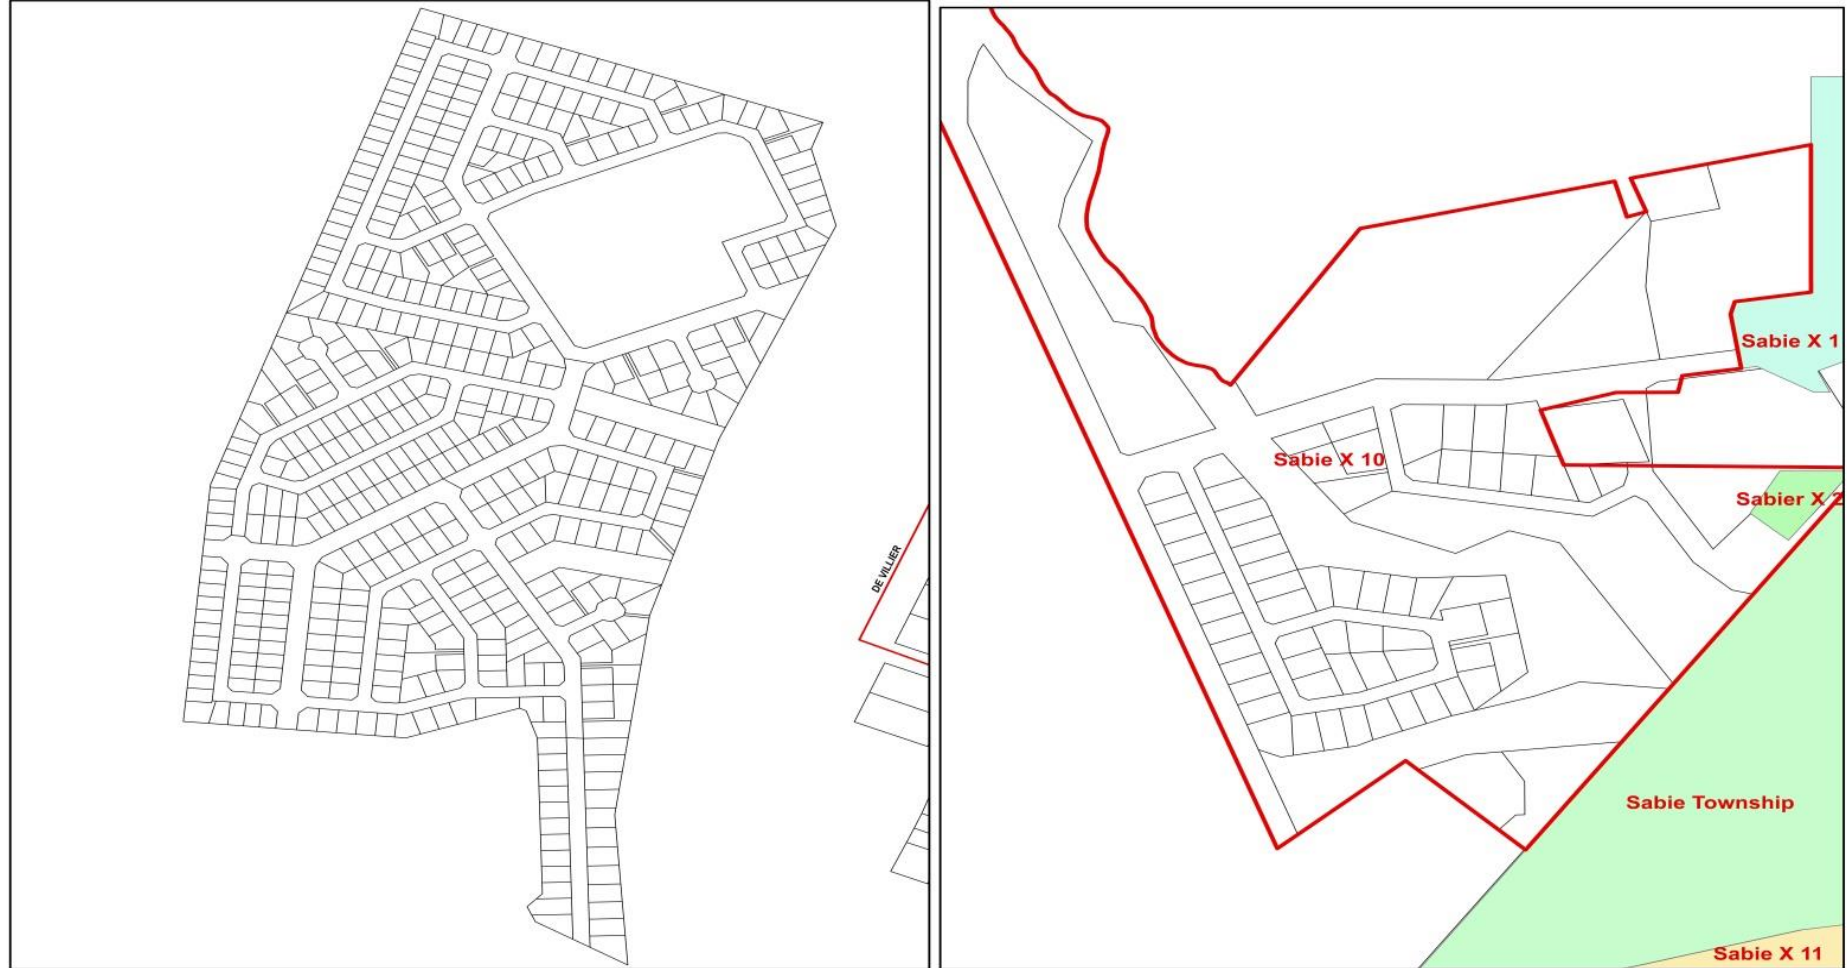 DE VILLIER
Sabie X 1
Sabie X 10
Sabier X 2
Sabie Township
Sabie X 11